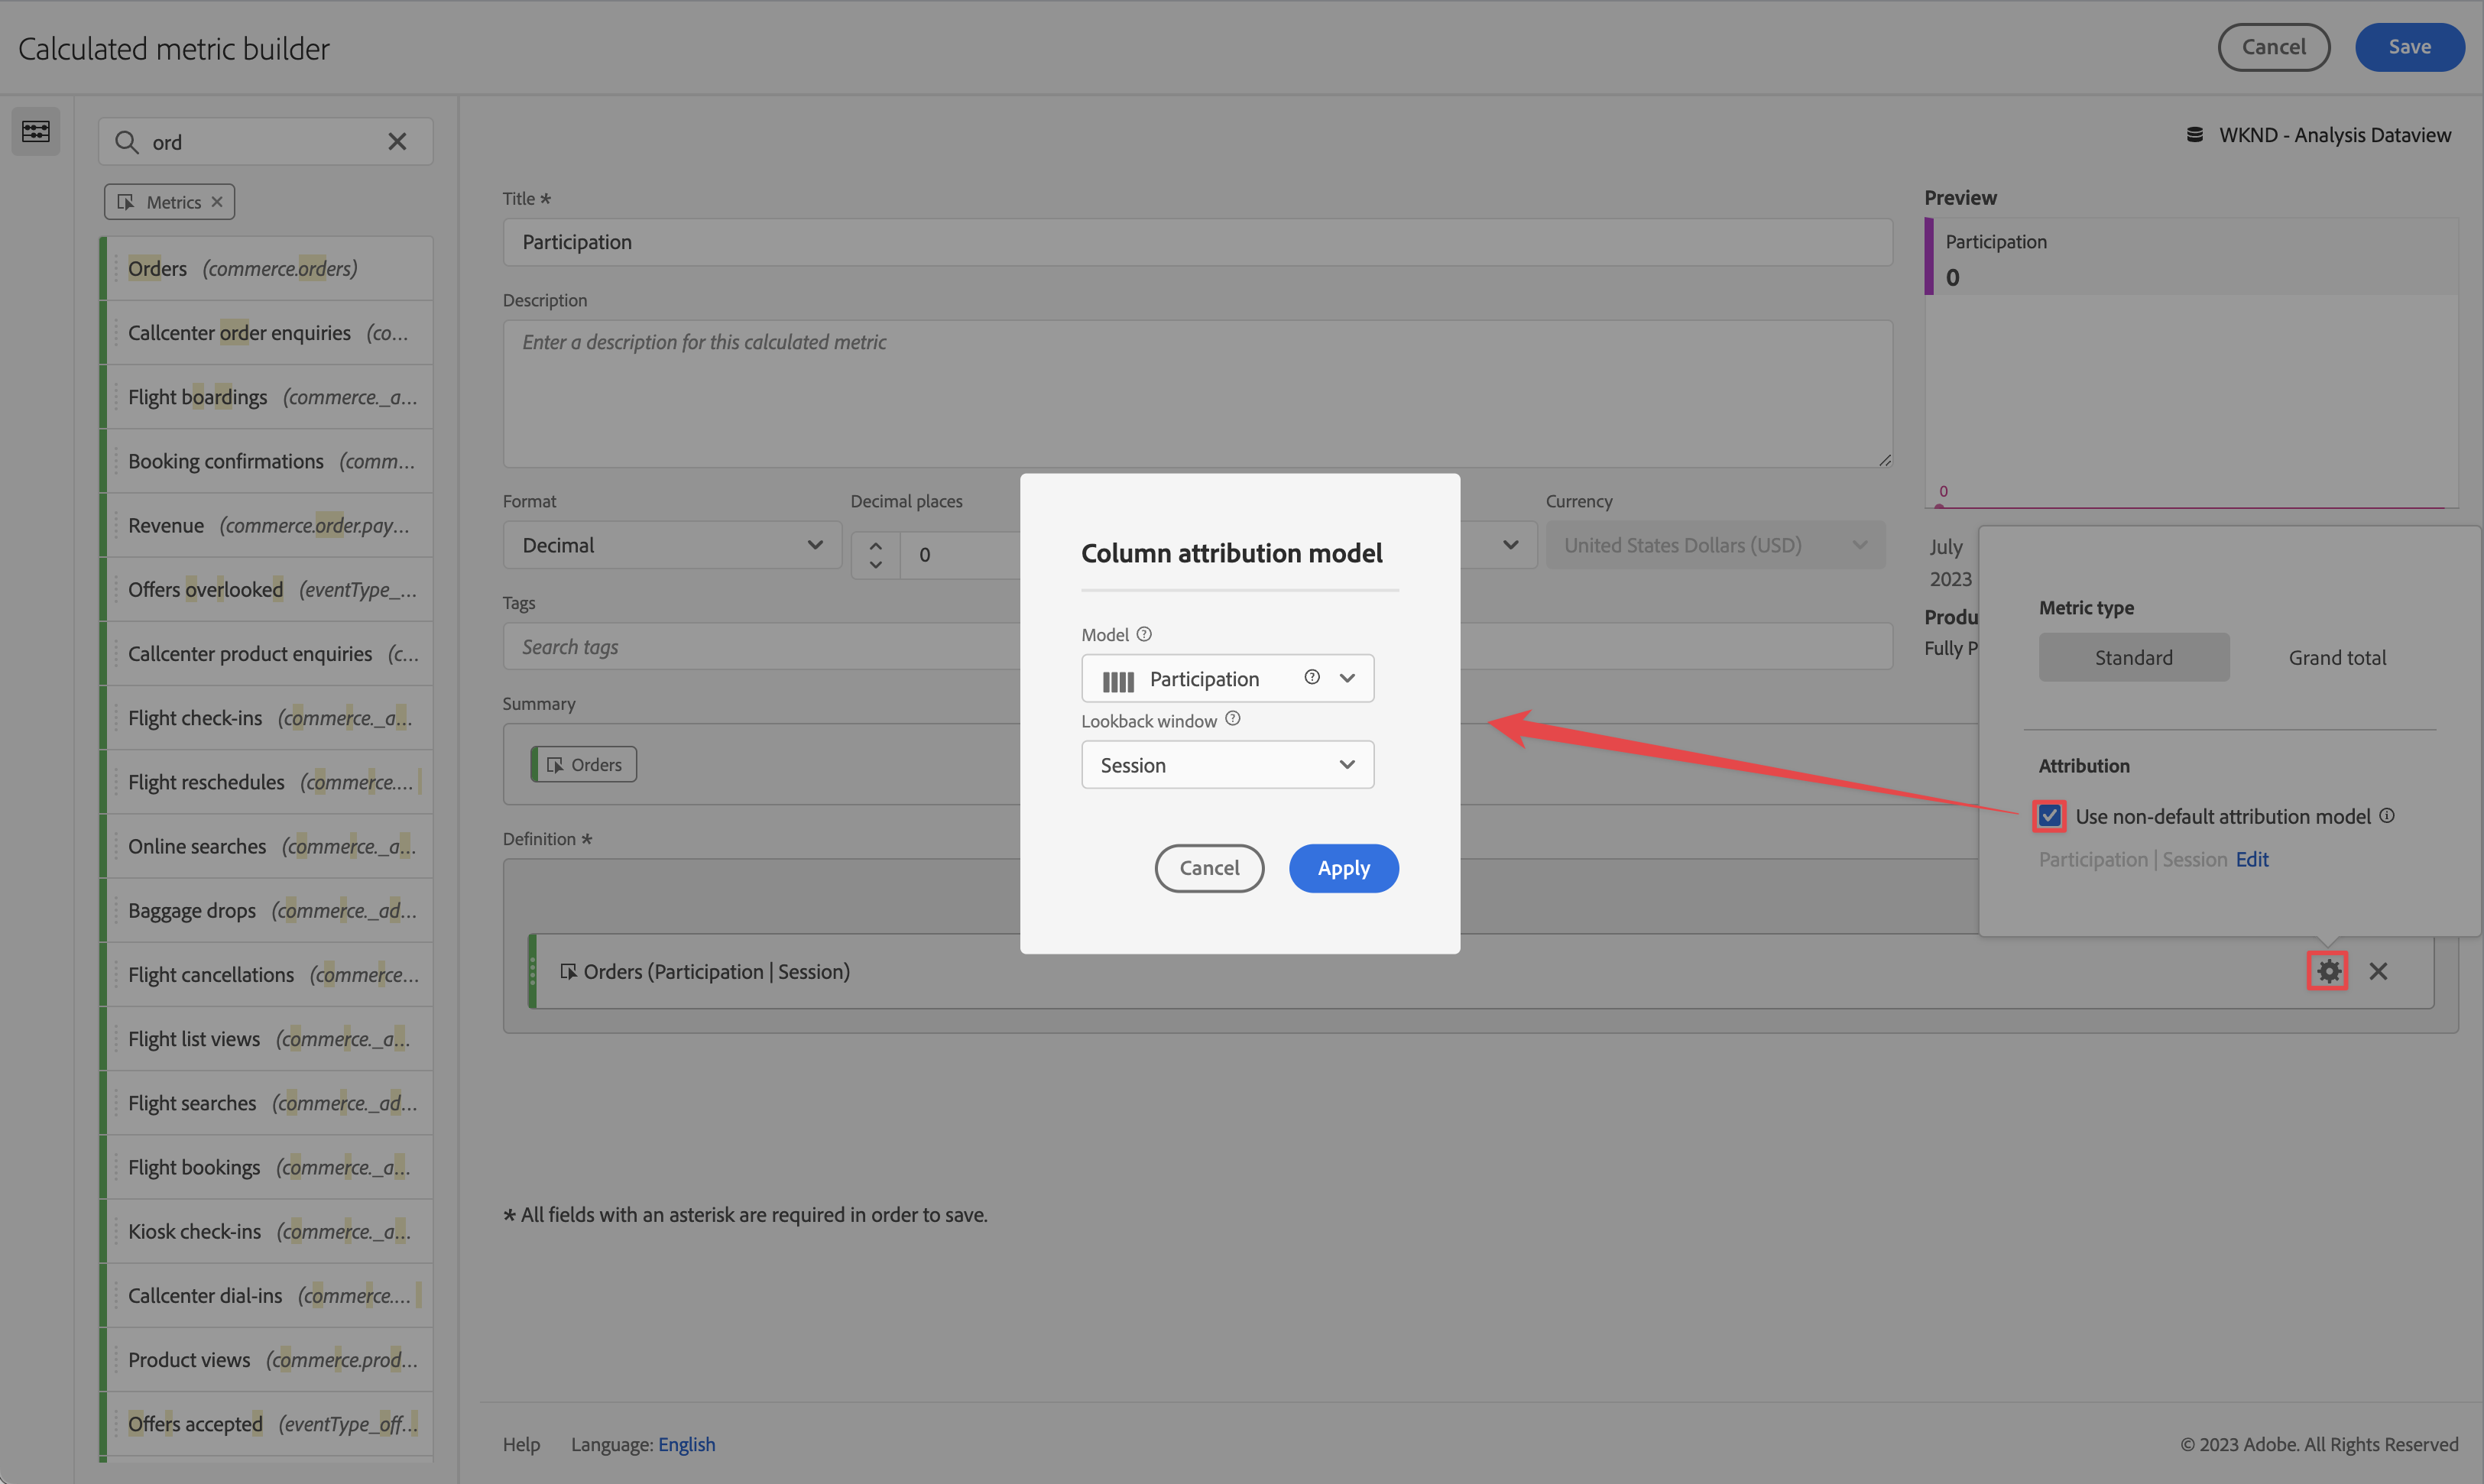 Calculated metric builder
Cancel
Save
ord
Metrics
Orders (commerce.orders)
Callcenter order enquiries (co...
Flight boardings (commerce._a...
Booking confirmations (comm...
Revenue (commerce.order.pay...
Offers overlooked (eventType_...
Callcenter product enquiries (c...
Flight check-ins (commerce._a...
Flight reschedules (commerce....
Online searches (commerce._a...
Baggage drops (commerce._ad...
Flight cancellations (commerce...
Flight list views (commerce._a...
Flight searches (commerce._ad...
Flight bookings (commerce._a...
Kiosk check-ins (commerce._a...
Callcenter dial-ins (commerce....
Product views (commerce.prod...
Offers accepted (eventType_off...
WKND - Analysis Dataview
Title *
Participation
Description
Enter a description for this calculated metric
Format
Decimal
Decimal places
0
Currency
United States Dollars (USD)
Tags
Search tags
Summary
Orders
Definition *
Orders (Participation | Session)
* All fields with an asterisk are required in order to save.
Column attribution model
Model
Participation
Lookback window
Session
Cancel
Apply
Preview
Participation
0
0
July
2023
Produ
Fully P
Metric type
Standard
Grand total
Attribution
Use non-default attribution model
Participation | Session Edit
Help
Language: English
© 2023 Adobe. All Rights Reserved